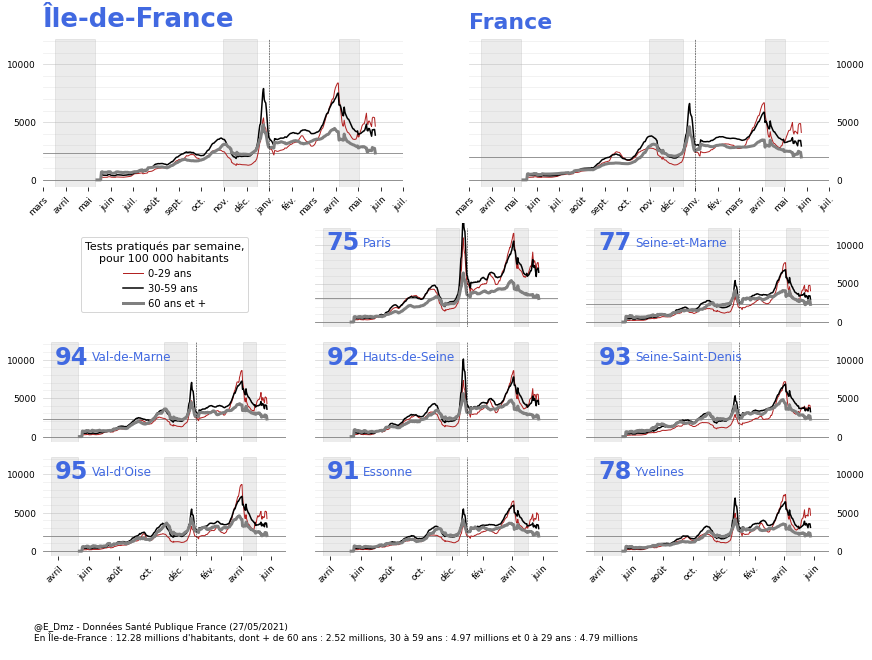 Île-de-France
France
10000
5000
0
10000
5000
0
mars avril mai juin juil. août sept. oct. nov. déc. janv. fév. mars avril mai juin juil.
mars avril mai juin juil. août sept. oct. nov. déc. janv. fév. mars avril mai juin juil.
Tests pratiqués par semaine,
pour 100 000 habitants
0-29 ans
30-59 ans
60 ans et +
75 Paris
77 Seine-et-Marne
10000
5000
0
94 Val-de-Marne
92 Hauts-de-Seine
93 Seine-Saint-Denis
10000
5000
0
10000
5000
0
95 Val-d'Oise
91 Essonne
78 Yvelines
10000
5000
0
10000
5000
0
avril juin août oct. déc. fév. avril juin
avril juin août oct. déc. fév. avril juin
avril juin août oct. déc. fév. avril juin
@E_Dmz - Données Santé Publique France (27/05/2021)
En Île-de-France : 12.28 millions d'habitants, dont + de 60 ans : 2.52 millions, 30 à 59 ans : 4.97 millions et 0 à 29 ans : 4.79 millions